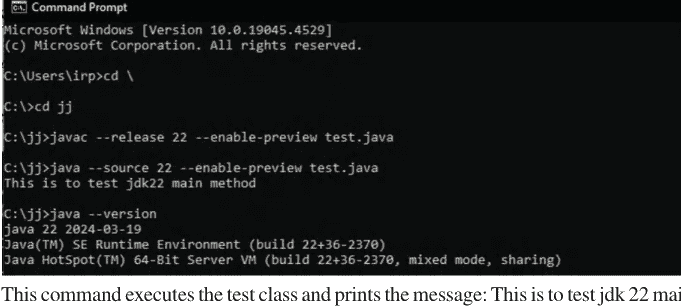 Command Prompt
Microsoft Windows [Version 10.0.19045.4529]
(c) Microsoft Corporation. All rights reserved.
C:\Users\irp>cd \
C:\>cd jj
C:\jj>javac --release 22 --enable-preview test.java
C:\jj>java --source 22 --enable-preview test.java
This is to test jdk22 main method
C:\jj>java --version
java 22 2024-03-19
Java(TM) SE Runtime Environment (build 22+36-2370)
Java HotSpot(TM) 64-Bit Server VM (build 22+36-2370, mixed mode, sharing)
This command executes the test class and prints the message: This is to test jdk 22 mai